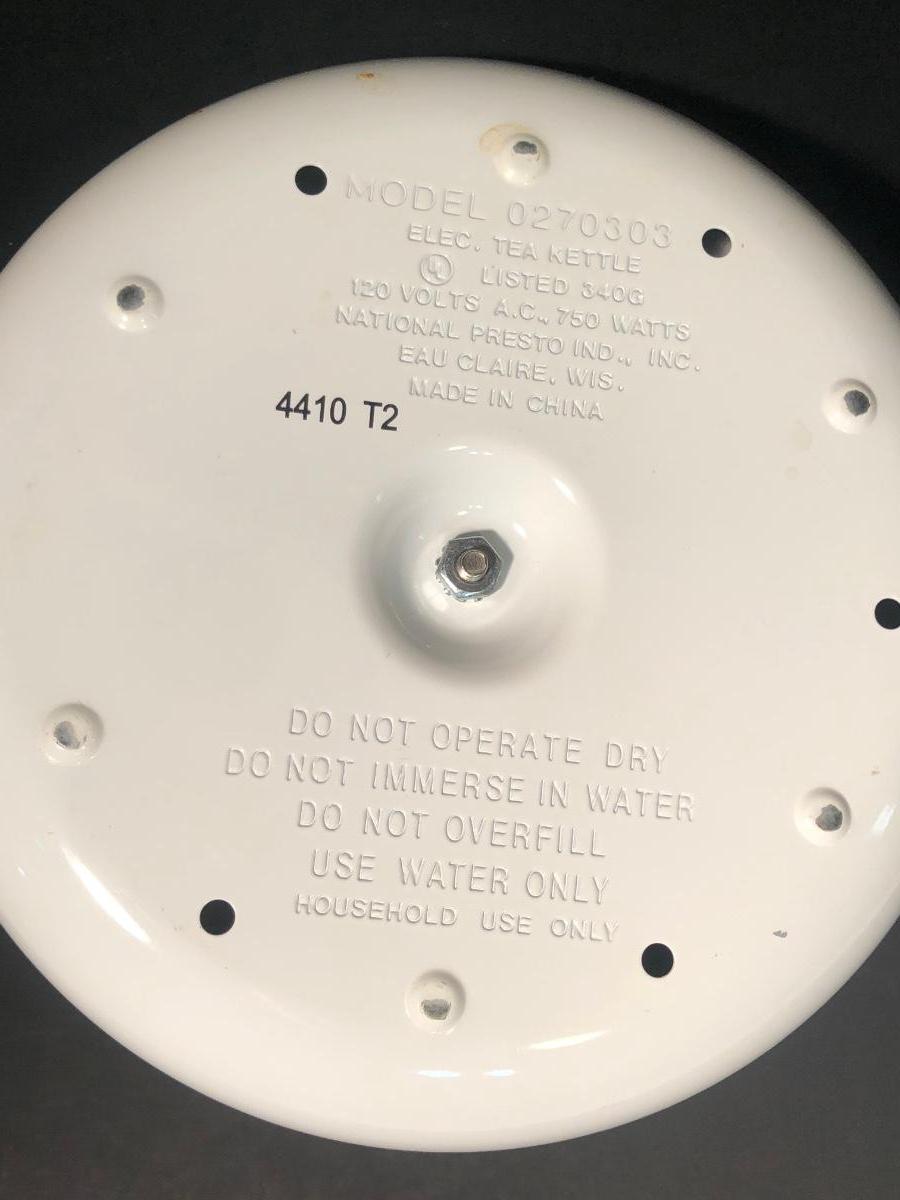 MODEL 0270303
ELEC. TEA KETTLE
UL LISTED 340G
120 VOLTS A.C., 750 WATTS
NATIONAL PRESTO IND., INC.
EAU CLAIRE, WIS.
MADE IN CHINA
4410 T2
DO NOT OPERATE DRY
DO NOT IMMERSE IN WATER
DO NOT OVERFILL
USE WATER ONLY
HOUSEHOLD USE ONLY